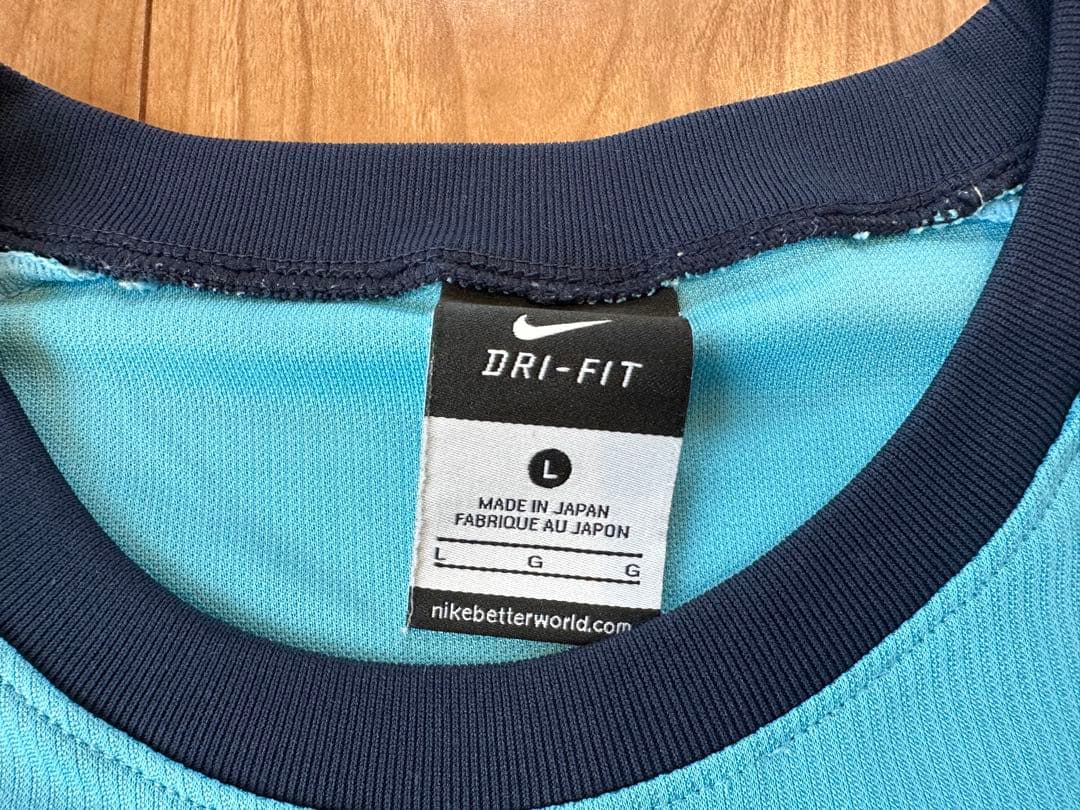 DRI-FIT
L
MADE IN JAPAN
FABRIQUE AU JAPON
L G G
nikebetterworld.com